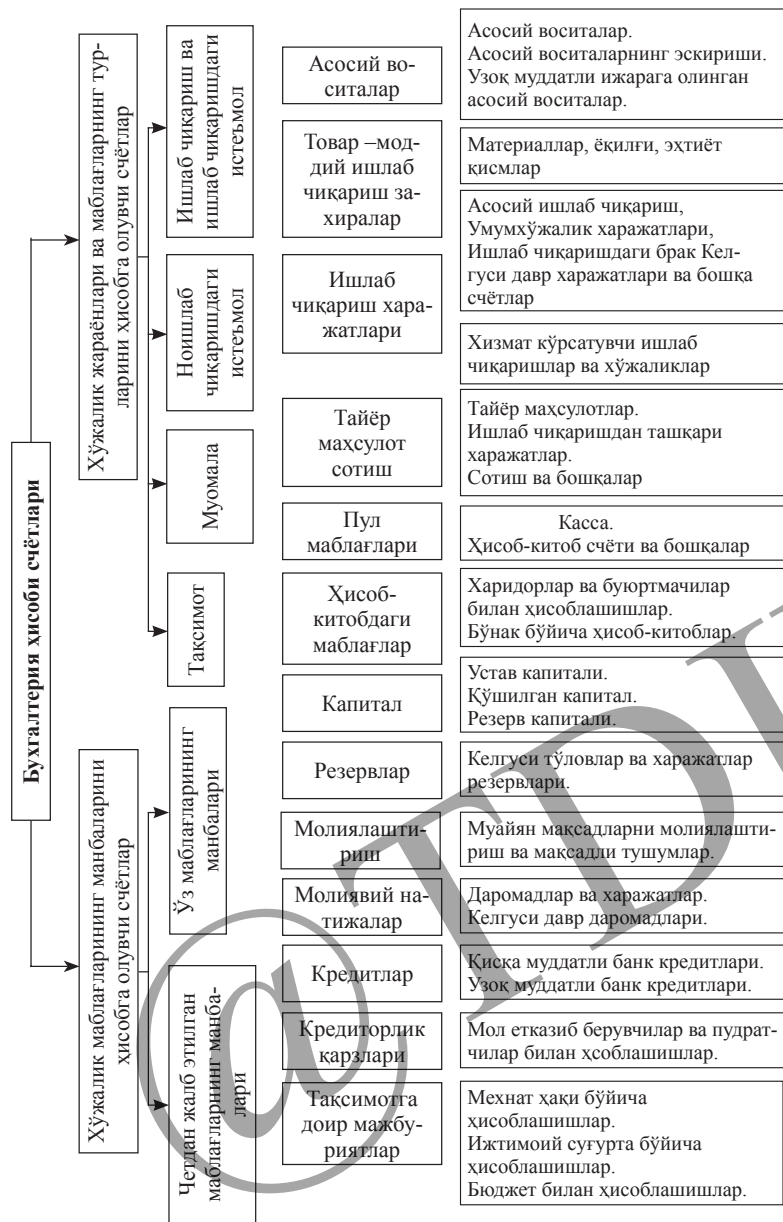 Бухгалтерия ҳисоби счётлари
Хўжалик жараёнлари ва маблағларнинг тур-
ларини ҳисобга олувчи счётлар
Ишлаб чиқариш ва
ишлаб чиқаришдаги
истеъмол
Ноишлаб
чиқаришдаги
истеъмол
Муомала
Тақсимот
Асосий во-
ситалар
Асосий воситалар.
Асосий воситаларнинг эскириши.
Узоқ муддатли ижарага олинган
асосий воситалар.
Товар –мод-
дий ишлаб
чиқариш за-
хиралар
Материаллар, ёқилғи, эҳтиёт
қисмлар
Ишлаб
чиқариш хара-
жатлари
Асосий ишлаб чиқариш,
Умумхўжалик харажатлари,
Ишлаб чиқаришдаги брак Кел-
гуси давр харажатлари ва бошқа
счётлар
Хизмат кўрсатувчи ишлаб
чиқаришлар ва хўжаликлар
Тайёр
маҳсулот
сотиш
Тайёр маҳсулотлар.
Ишлаб чиқаришдан ташқари
харажатлар.
Сотиш ва бошқалар
Пул
маблағлари
Касса.
Ҳисоб-китоб счёти ва бошқалар
Ҳисоб-
китобдаги
маблағлар
Харидорлар ва буюртмачилар
билан ҳисоблашишлар.
Бўнак бўйича ҳисоб-китоблар.
Хўжалик маблағларининг манбаларини
ҳисобга олувчи счётлар
Ўз маблағларининг
манбалари
Четдан жалб этилган
маблағларнинг манба-
лари
Капитал
Устав капитали.
Қўшилган капитал.
Резерв капитали.
Резервлар
Келгуси тўловлар ва харажатлар
резервлари.
Молиялашти-
риш
Муайян мақсадларни молиялашти-
риш ва мақсадли тушумлар.
Молиявий на-
тижалар
Даромадлар ва харажатлар.
Келгуси давр даромадлари.
Кредитлар
Қисқа муддатли банк кредитлари.
Узоқ муддатли банк кредитлари.
Кредиторлик
қарзлари
Мол етказиб берувчилар ва пудрат-
чилар билан ҳсоблашишлар.
Тақсимотга
доир мажбу-
риятлар
Мехнат ҳақи бўйича
ҳисоблашишлар.
Ижтимоий суғурта бўйича
ҳисоблашишлар.
Бюджет билан ҳисоблашишлар.